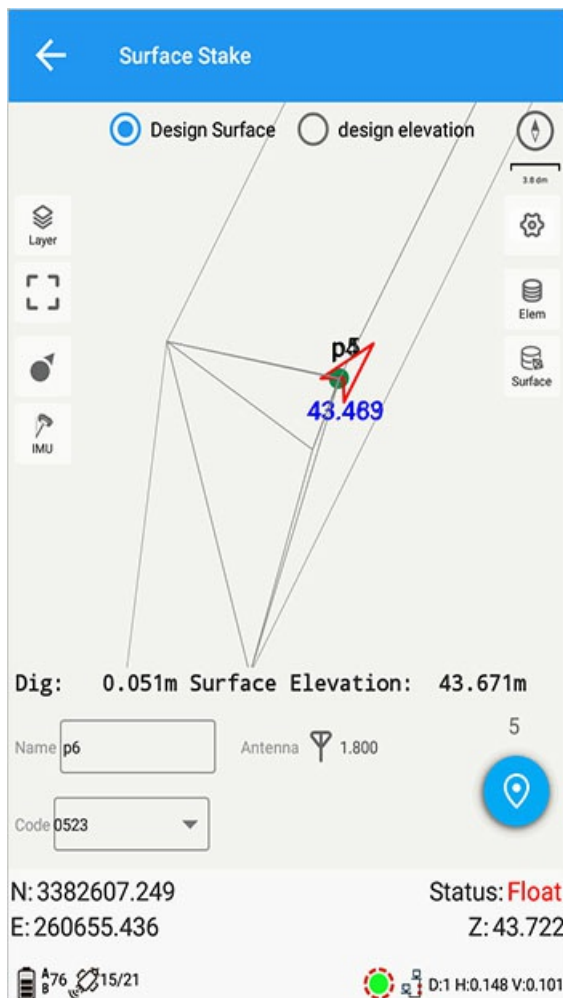 Surface Stake
Design Surface design elevation
3.8 dm
Layer
Elem
Surface
IMU
43.469
Dig: 0.051m Surface Elevation: 43.671m
5
Name p6 Antenna 1.800
Code 0523
N: 3382607.249 Status: Float
E: 260655.436 Z: 43.722
A B 76 15/21 D:1 H:0.148 V:0.101